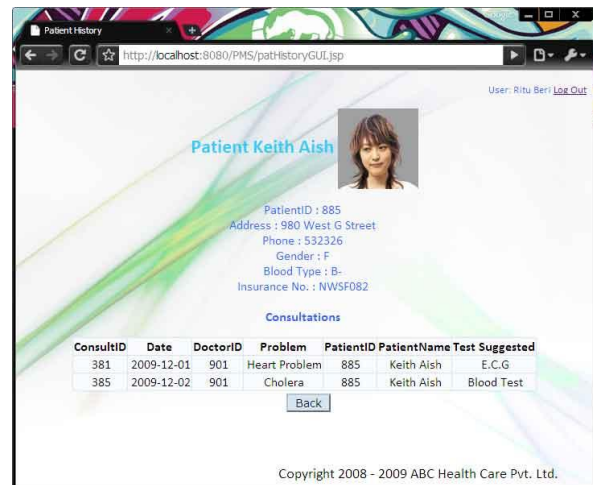 Patient History
http://localhost:8080/PMS/patHistoryGUI.jsp
User: Ritu Beri Log Out
Patient Keith Aish
PatientID : 885
Address : 980 West G Street
Phone : 532326
Gender : F
Blood Type : B-
Insurance No. : NWSF082
Consultations
ConsultID Date DoctorID Problem PatientID PatientName Test Suggested
381 2009-12-01 901 Heart Problem 885 Keith Aish E.C.G
385 2009-12-02 901 Cholera 885 Keith Aish Blood Test
Back
Copyright 2008 - 2009 ABC Health Care Pvt. Ltd.